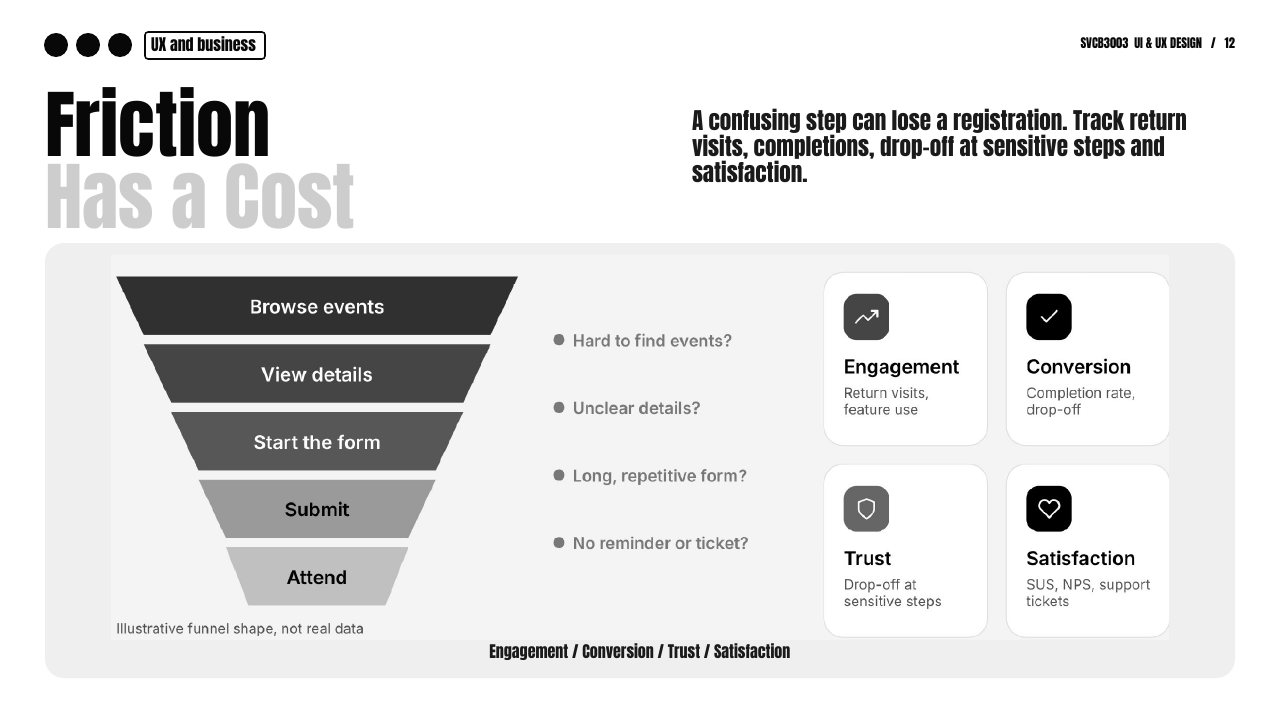 UX and business
SVCB3003 UI & UX DESIGN / 12
Friction
Has a Cost
A confusing step can lose a registration. Track return
visits, completions, drop-off at sensitive steps and
satisfaction.
Browse events
View details
Start the form
Submit
Attend
Illustrative funnel shape, not real data
Hard to find events?
Unclear details?
Long, repetitive form?
No reminder or ticket?
Engagement
Return visits,
feature use
Conversion
Completion rate,
drop-off
Trust
Drop-off at
sensitive steps
Satisfaction
SUS, NPS, support
tickets
Engagement / Conversion / Trust / Satisfaction